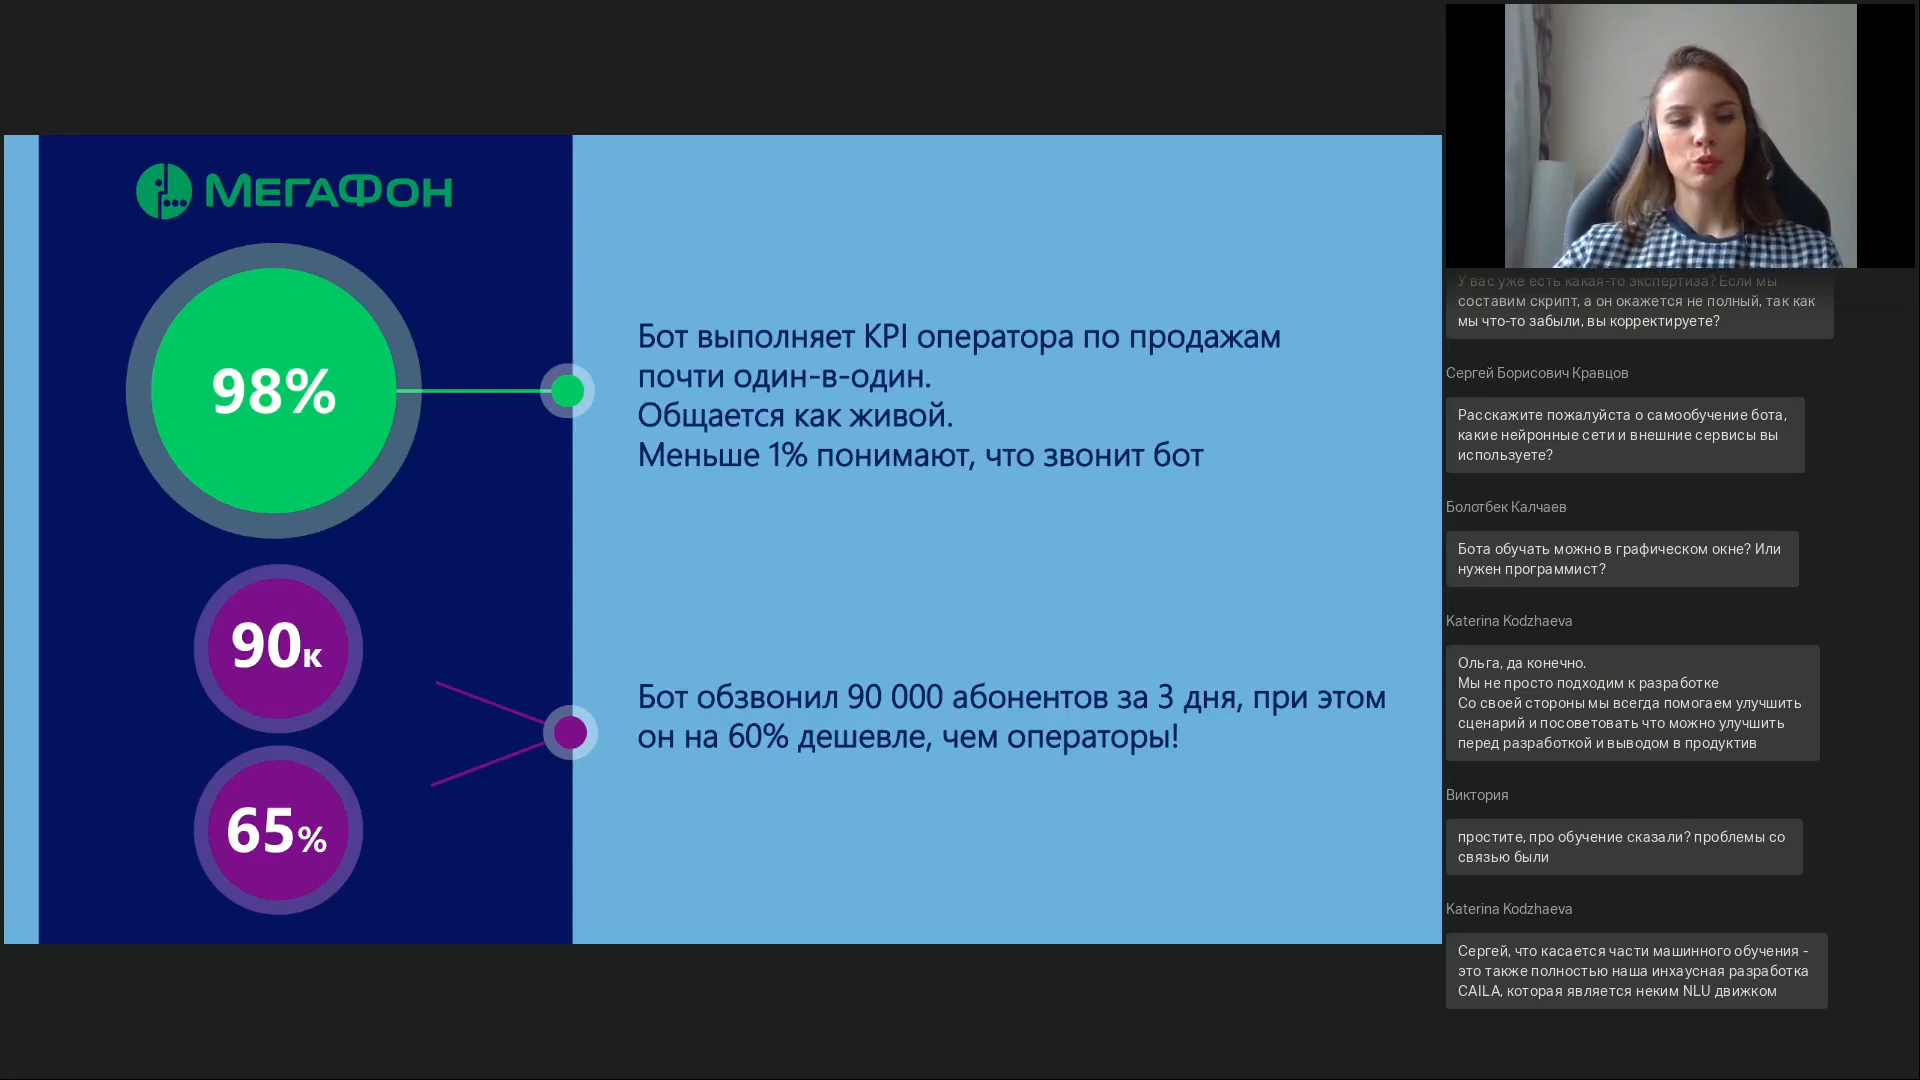 МЕГАФОН
98%
Бот выполняет KPI оператора по продажам
почти один-в-один.
Общается как живой.
Меньше 1% понимают, что звонит бот
90к
65%
Бот обзвонил 90 000 абонентов за 3 дня, при этом
он на 60% дешевле, чем операторы!
У вас уже есть какая-то экспертиза? Если мы
составим скрипт, а он окажется не полный, так как
мы что-то забыли, вы корректируете?
Сергей Борисович Кравцов
Расскажите пожалуйста о самообучение бота,
какие нейронные сети и внешние сервисы вы
используете?
Болотбек Калчаев
Бота обучать можно в графическом окне? Или
нужен программист?
Katerina Kodzhaeva
Ольга, да конечно.
Мы не просто подходим к разработке
Со своей стороны мы всегда помогаем улучшить
сценарий и посоветовать что можно улучшить
перед разработкой и выводом в продуктив
Виктория
простите, про обучение сказали? проблемы со
связью были
Katerina Kodzhaeva
Сергей, что касается части машинного обучения -
это также полностью наша инхаусная разработка
CAILA, которая является неким NLU движком